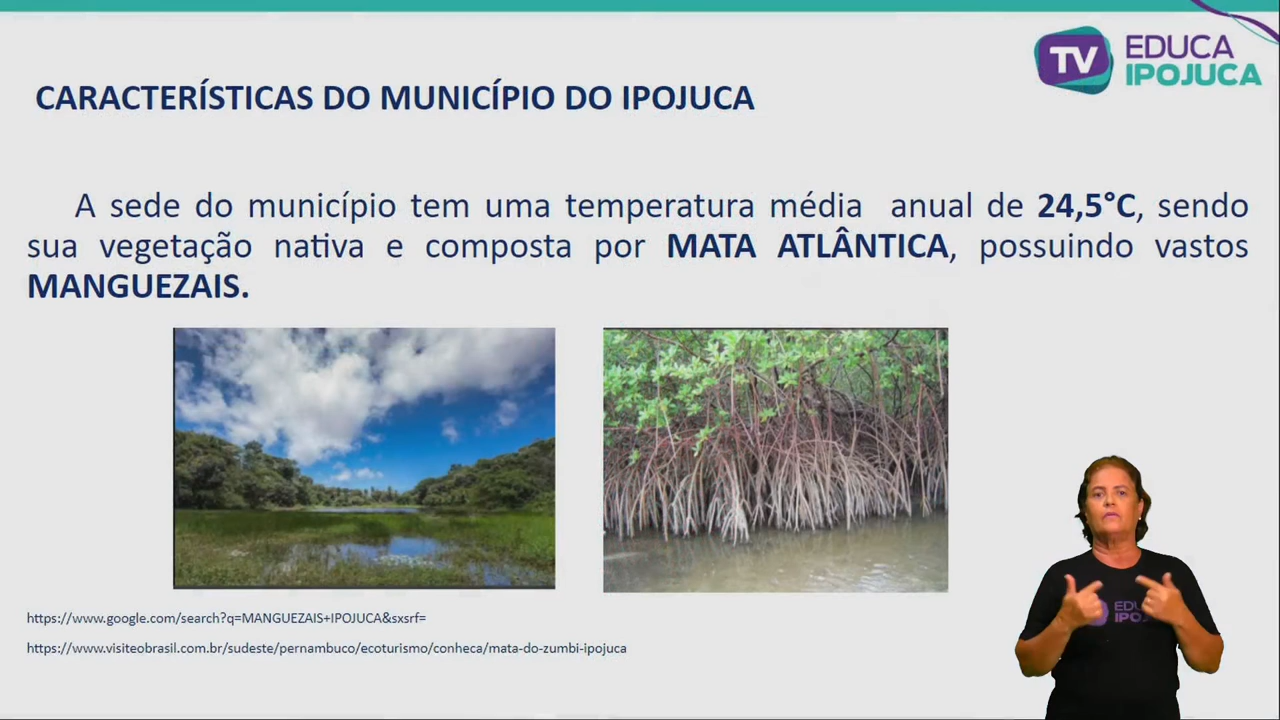 TV EDUCA
IPOJUCA
CARACTERÍSTICAS DO MUNICÍPIO DO IPOJUCA
A sede do município tem uma temperatura média anual de 24,5°C, sendo
sua vegetação nativa e composta por MATA ATLÂNTICA, possuindo vastos
MANGUEZAIS.
https://www.google.com/search?q=MANGUEZAIS+IPOJUCA&sxsrf=
https://www.visiteobrasil.com.br/sudeste/pernambuco/ecoturismo/conheca/mata-do-zumbi-ipojuca